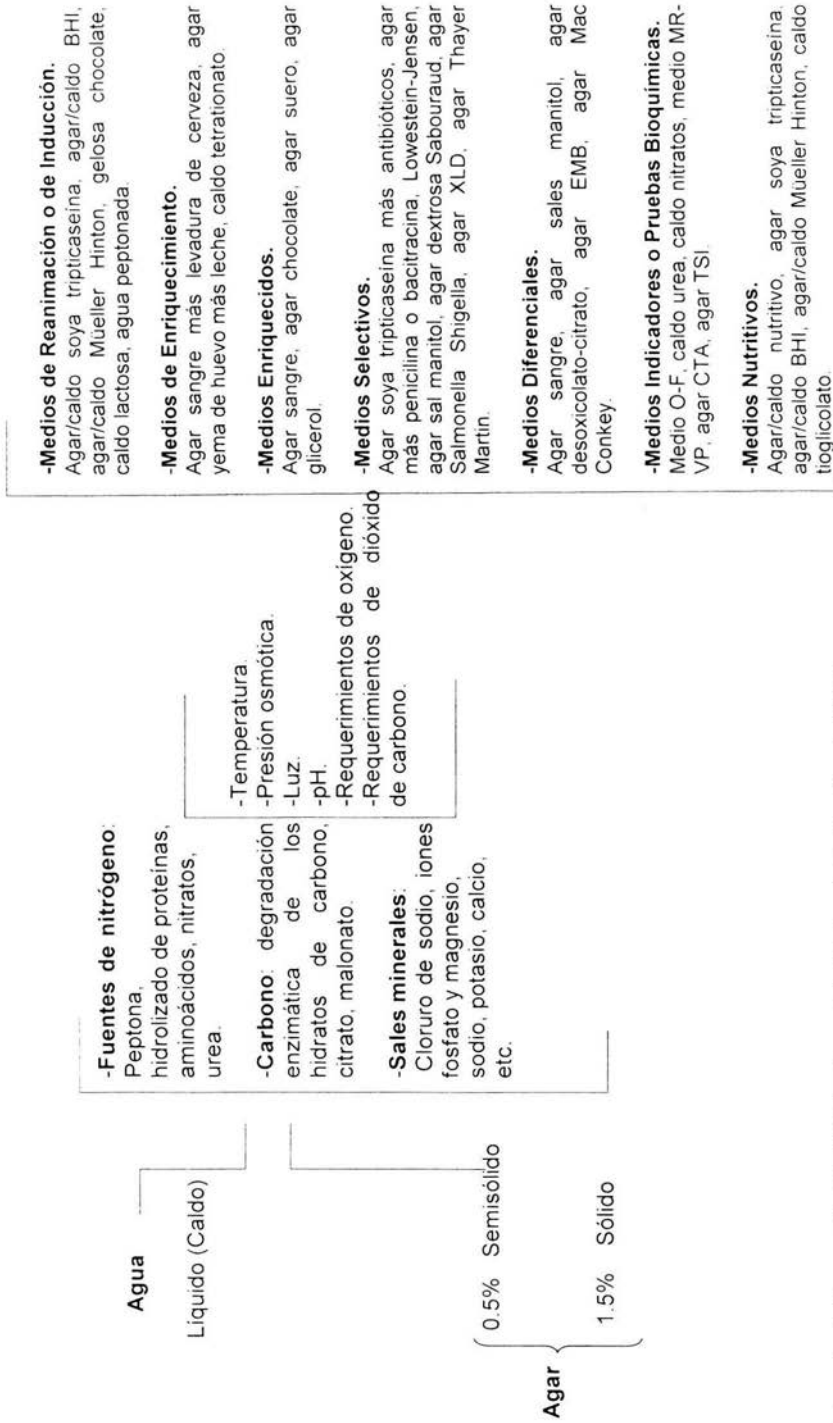 Agua
Líquido (Caldo)
Agar
0.5% Semisólido
1.5% Sólido
-Fuentes de nitrógeno:
Peptona,
hidrolizado de proteínas,
aminoácidos, nitratos,
urea.
-Carbono: degradación
enzimática de los
hidratos de carbono,
citrato, malonato.
-Sales minerales:
Cloruro de sodio, iones
fosfato y magnesio,
sodio, potasio, calcio,
etc.
-Temperatura.
-Presión osmótica.
-Luz.
-pH.
-Requerimientos de oxígeno.
-Requerimientos de dióxido
de carbono.
-Medios de Reanimación o de Inducción.
Agar/caldo soya tripticaseína, agar/caldo BHI,
agar/caldo Müeller Hinton, gelosa chocolate,
caldo lactosa, agua peptonada.
-Medios de Enriquecimiento.
Agar sangre más levadura de cerveza, agar
yema de huevo más leche, caldo tetrationato.
-Medios Enriquecidos.
Agar sangre, agar chocolate, agar suero, agar
glicerol.
-Medios Selectivos.
Agar soya tripticaseina más antibióticos, agar
más penicilina o bacitracina, Lowestein-Jensen,
agar sal manitol, agar dextrosa Sabouraud, agar
Salmonella Shigella, agar XLD, agar Thayer
Martin.
-Medios Diferenciales.
Agar sangre, agar sales manitol, agar
desoxicolato-citrato, agar EMB, agar Mac
Conkey.
-Medios Indicadores o Pruebas Bioquímicas.
Medio O-F, caldo urea, caldo nitratos, medio MR-
VP, agar CTA, agar TSI.
-Medios Nutritivos.
Agar/caldo nutritivo, agar soya tripticaseina.
agar/caldo BHI, agar/caldo Müeller Hinton, caldo
tioglicolato.